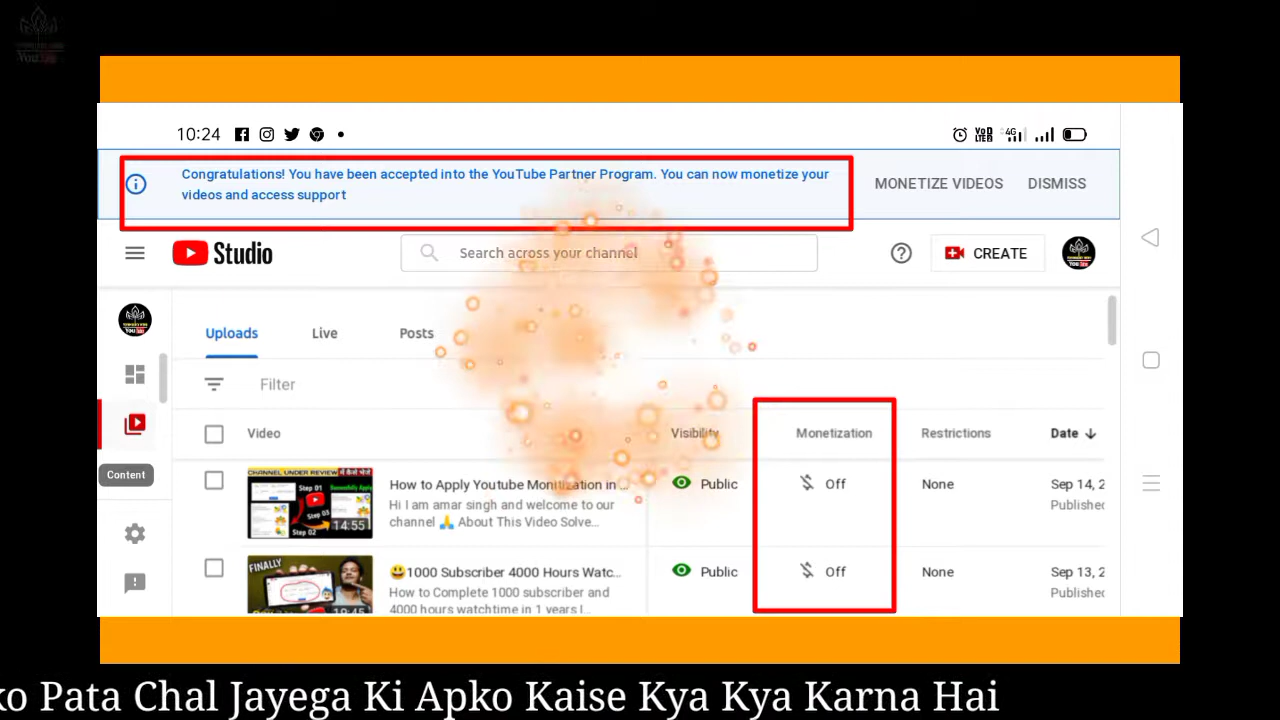 10:24
Congratulations! You have been accepted into the YouTube Partner Program. You can now monetize your
videos and access support
MONETIZE VIDEOS
DISMISS
Studio
Search across your channel
CREATE
Uploads
Live
Posts
Filter
Video
Visibility
Monetization
Restrictions
Date
Content
CHANNEL UNDER REVIEW
Step 01
Step 02
Step 03
14:55
How to Apply Youtube Monitization in ...
Hi I am amar singh and welcome to our
channel 🙏 About This Video Solve...
Public
Off
None
Sep 14, 2
Published
FINALLY
19:45
😃1000 Subscriber 4000 Hours Watc...
How to Complete 1000 subscriber and
4000 hours watchtime in 1 years I...
Public
Off
None
Sep 13, 2
Published
ko Pata Chal Jayega Ki Apko Kaise Kya Kya Karna Hai